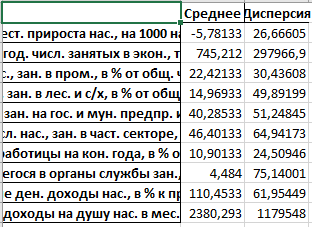 Среднее Дисперсия
ест. прироста нас., на 1000 на -5,78133 26,66605
год. числ. занятых в экон., т 745,212 297966,9
с., зан. в пром., в % от общ. ч 22,42133 30,43608
зан. в лес. и с/х, в % от общ 14,96933 49,89199
зан. на гос. и мун. предпр. и 40,28533 51,24845
сл. нас., зан. в част. секторе, 46,40133 64,94173
работицы на кон. года, в % о 10,90133 24,50946
егося в органы службы зан., 4,484 75,14001
е ден. доходы нас., в % к пр 110,4533 61,95449
доходы на душу нас. в мес. 2380,293 1179548